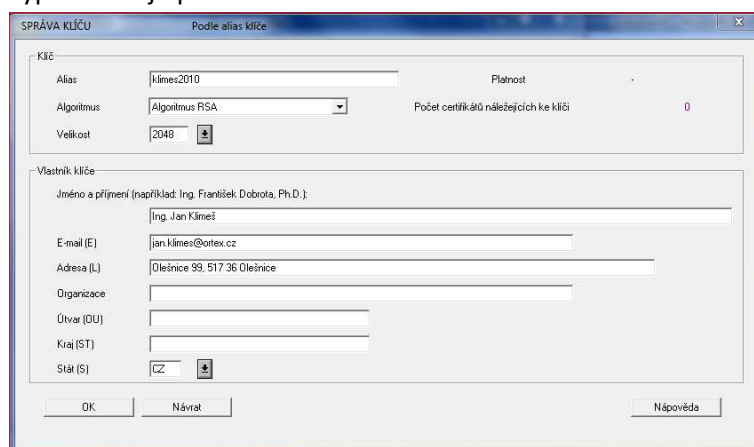 SPRÁVA KLÍČU Podle alias klíče
Klíč
Alias klimes2010 Platnost -
Algoritmus Algoritmus RSA Počet certifikátů náležejících ke klíči 0
Velikost 2048
Vlastník klíče
Jméno a příjmení (například: Ing. František Dobrota, Ph.D.):
Ing. Jan Klimeš
E-mail (E) jan.klimes@ortex.cz
Adresa (L) Olešnice 99, 517 36 Olešnice
Organizace
Útvar (OU)
Kraj (ST)
Stát (S) CZ
OK Návrat Nápověda